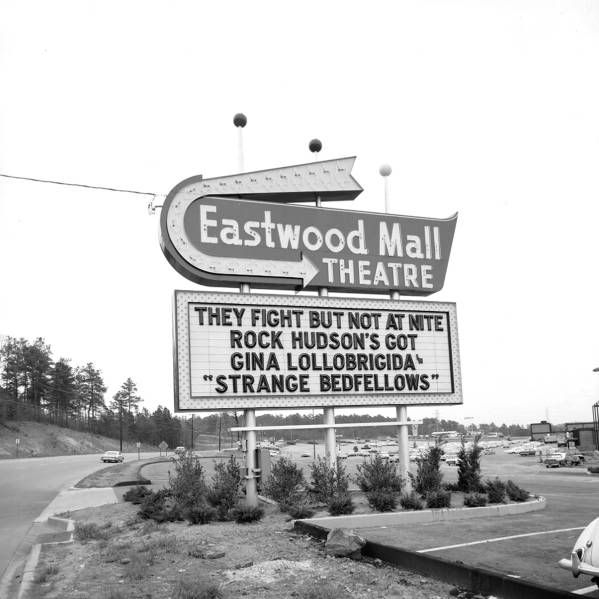 Eastwood Mall
THEATRE
THEY FIGHT BUT NOT AT NITE
ROCK HUDSON'S GOT
GINA LOLLOBRIGIDA'
"STRANGE BEDFELLOWS"